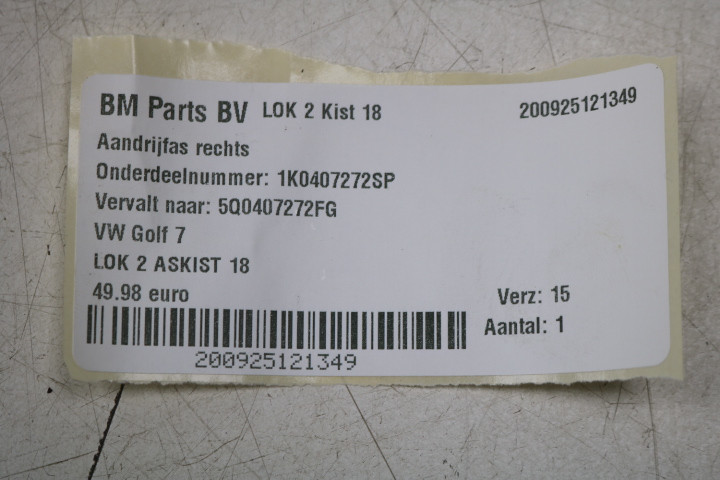 BM Parts BV LOK 2 Kist 18 200925121349
Aandrijfas rechts
Onderdeelnummer: 1K0407272SP
Vervalt naar: 5Q0407272FG
VW Golf 7
LOK 2 ASKIST 18
49.98 euro Verz: 15
Aantal: 1
200925121349